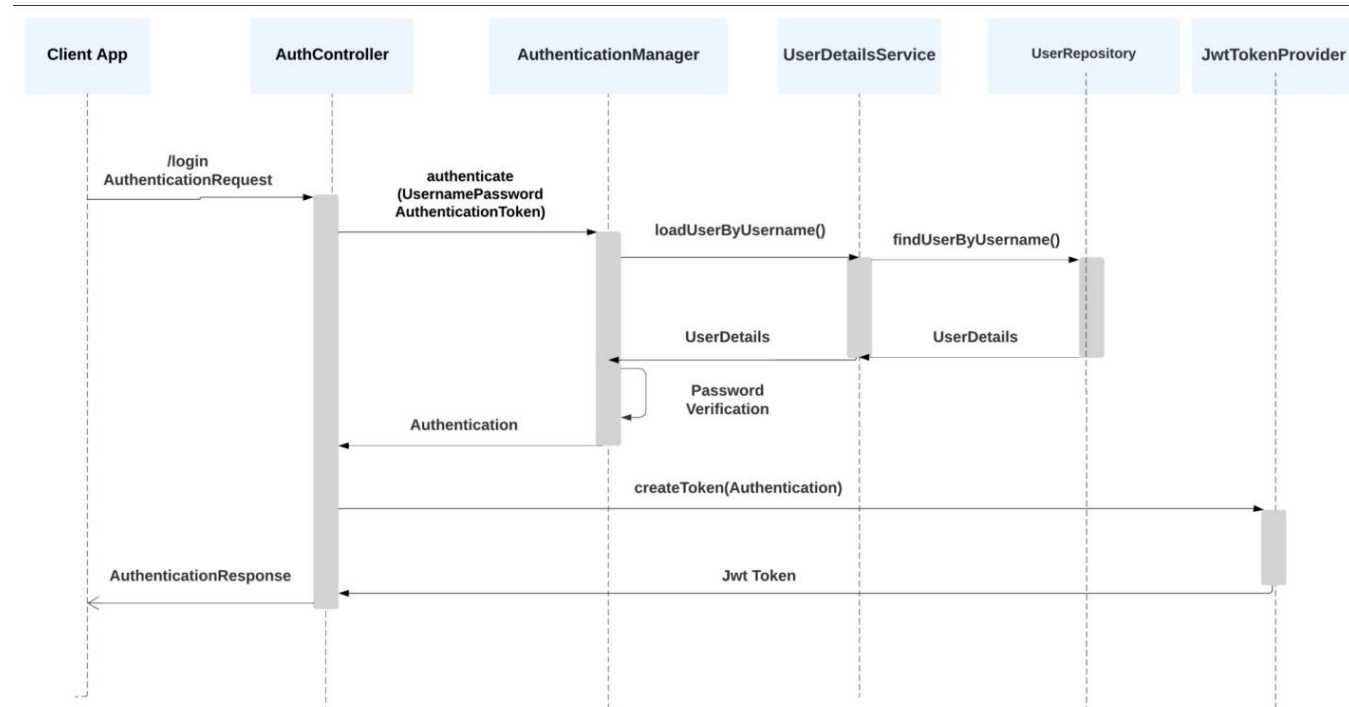 Client App
AuthController
AuthenticationManager
UserDetailsService
UserRepository
JwtTokenProvider
/login
AuthenticationRequest
authenticate
(UsernamePassword
AuthenticationToken)
loadUserByUsername()
findUserByUsername()
UserDetails
UserDetails
Password
Verification
Authentication
createToken(Authentication)
AuthenticationResponse
Jwt Token